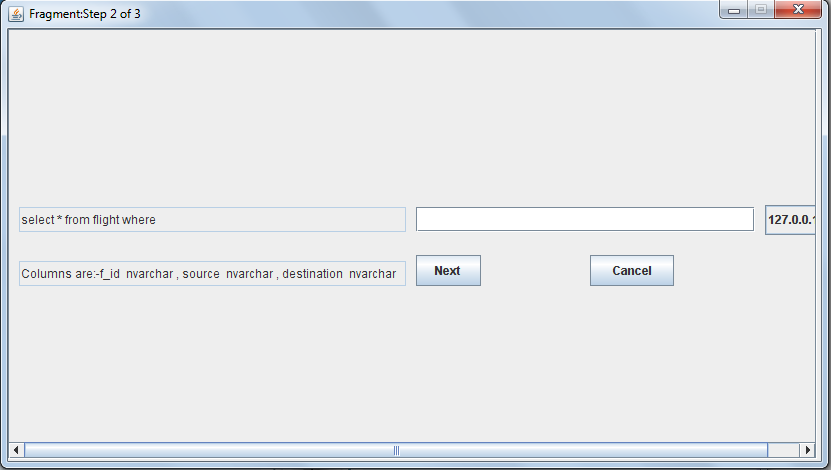 Fragment:Step 2 of 3
select * from flight where
127.0.0.1
Columns are:-f_id nvarchar , source nvarchar , destination nvarchar
Next
Cancel